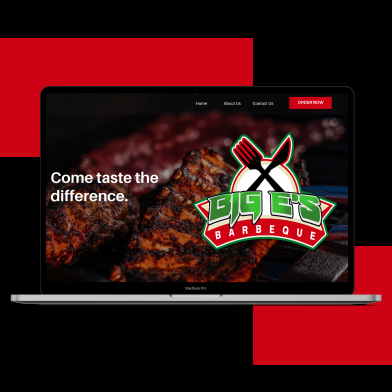 Home About Us Contact Us ORDER NOW
Come taste the
difference.
BIG E'S
BARBEQUE
MacBook Pro